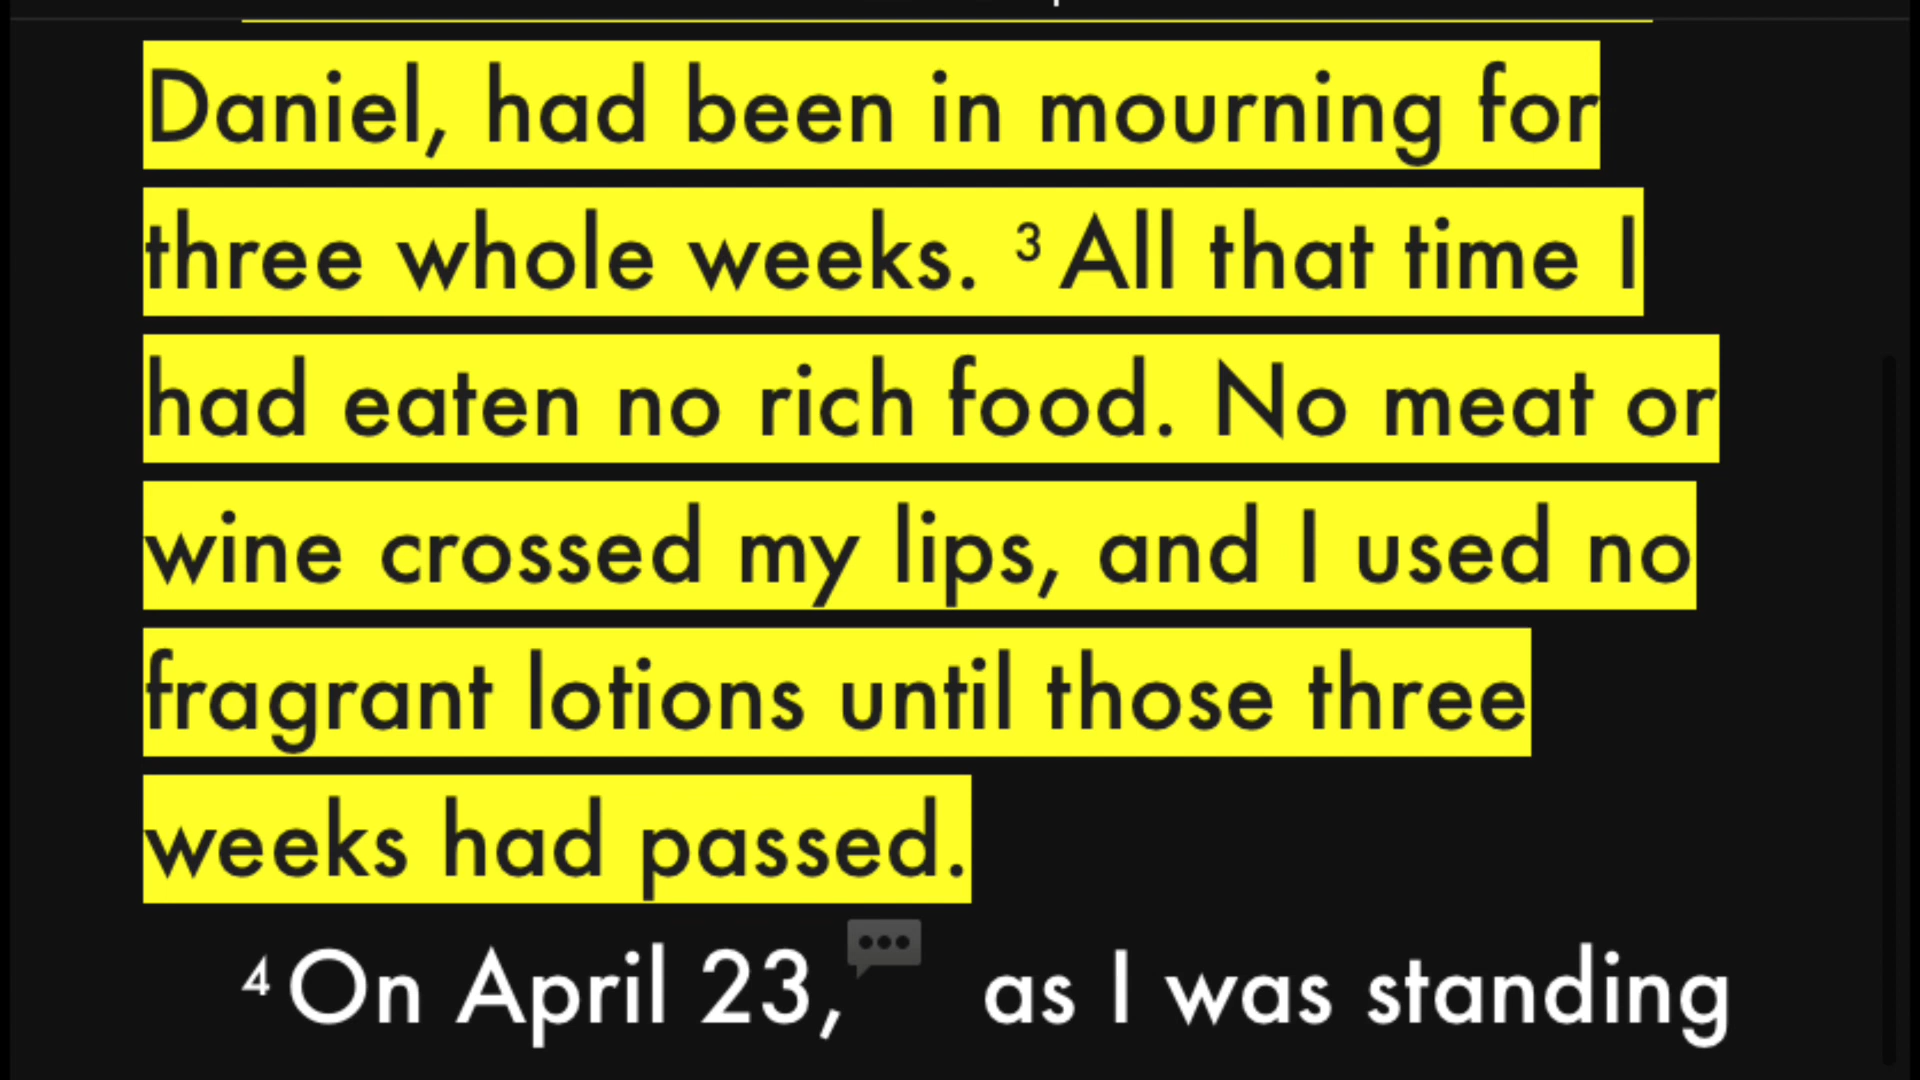 Daniel, had been in mourning for
three whole weeks. 3 All that time I
had eaten no rich food. No meat or
wine crossed my lips, and I used no
fragrant lotions until those three
weeks had passed.
4 On April 23, as I was standing